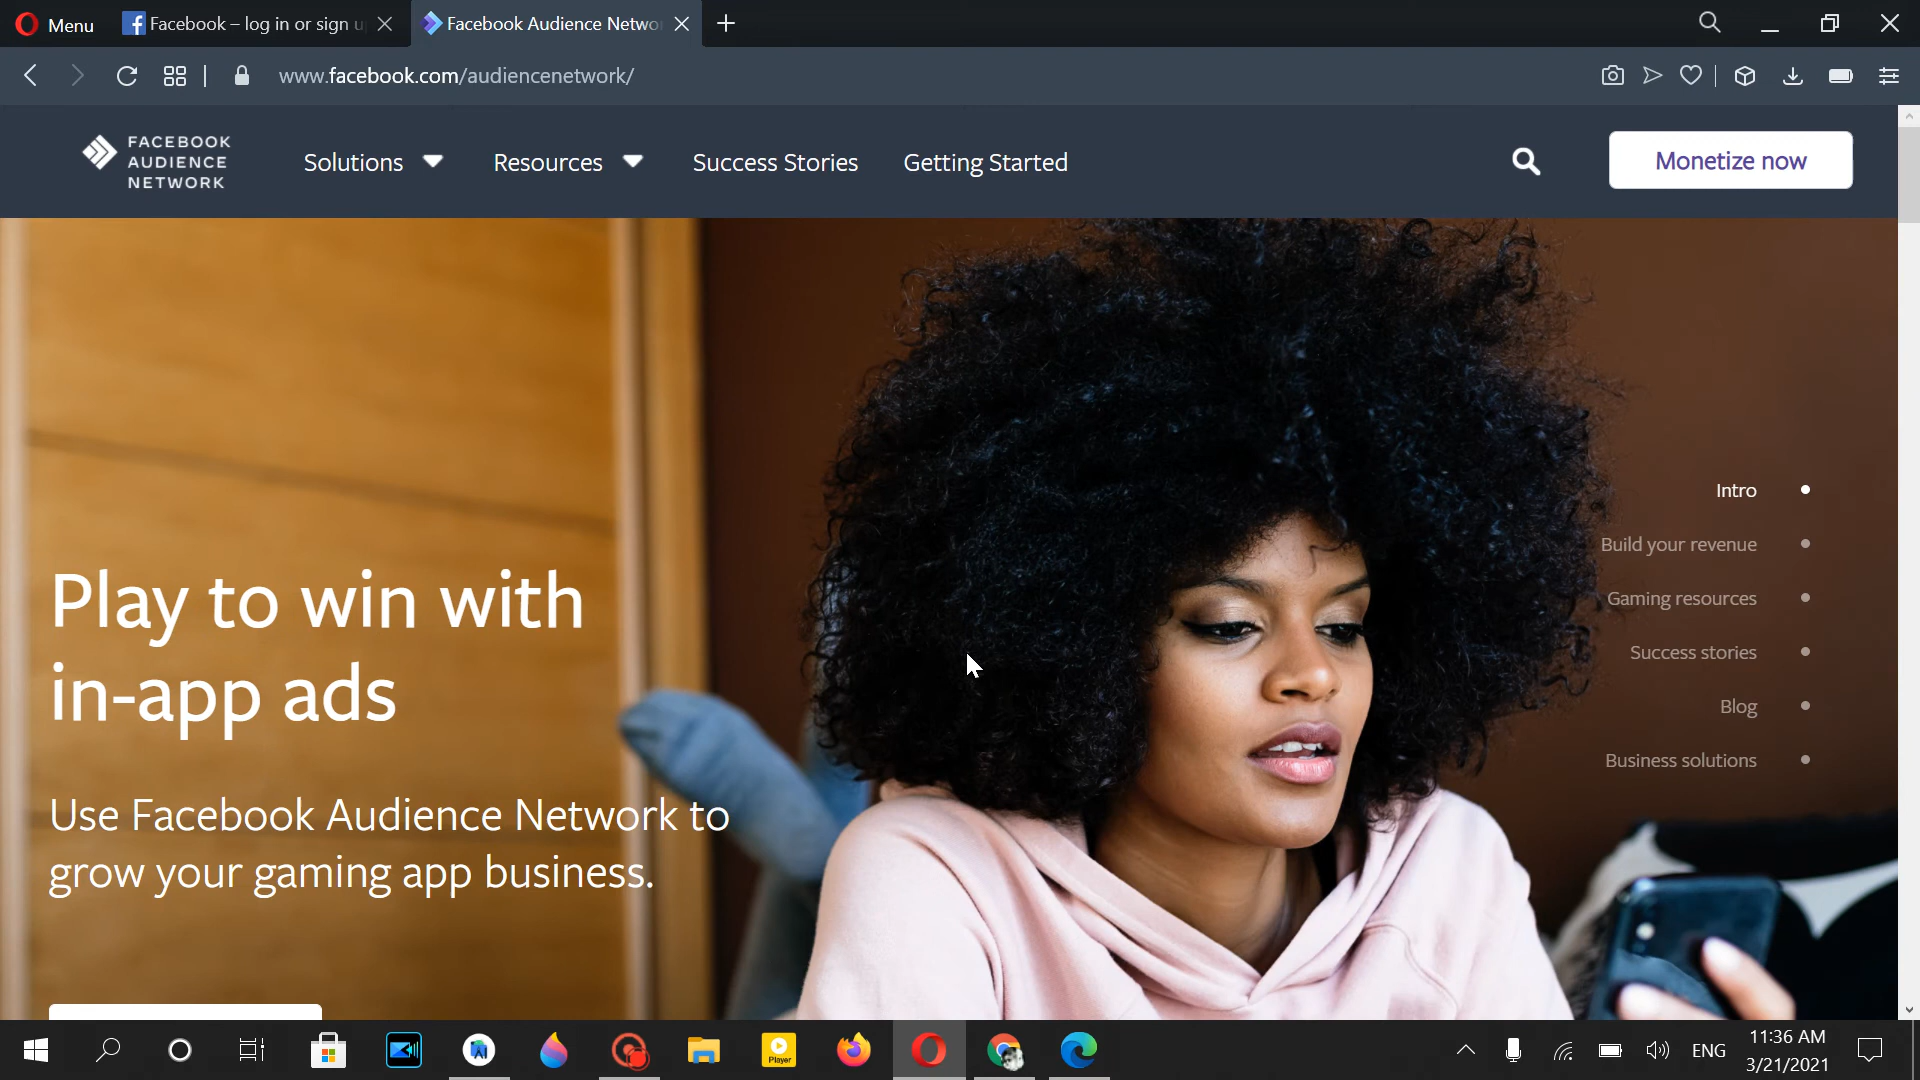 Menu
Facebook – log in or sign u
Facebook Audience Netwo
www.facebook.com/audiencenetwork/
FACEBOOK
AUDIENCE
NETWORK
Solutions
Resources
Success Stories
Getting Started
Monetize now
Intro
Build your revenue
Gaming resources
Success stories
Blog
Business solutions
Play to win with
in-app ads
Use Facebook Audience Network to
grow your gaming app business.
Player
ENG
11:36 AM
3/21/2021